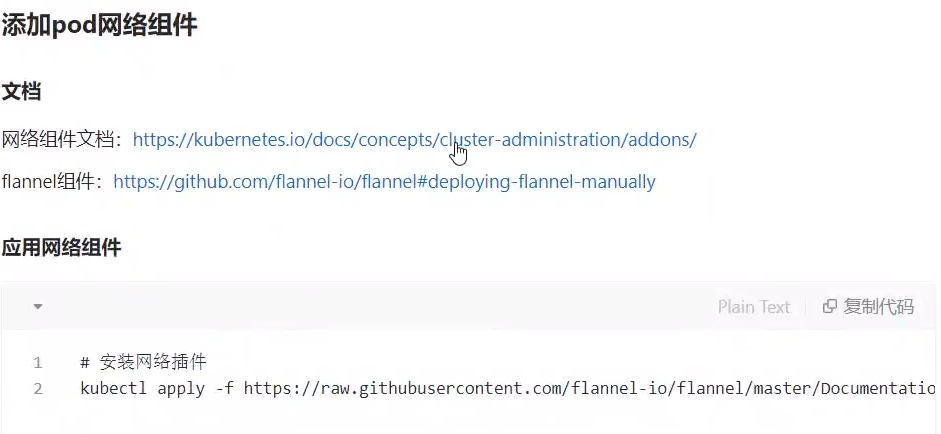 添加pod网络组件
文档
网络组件文档：https://kubernetes.io/docs/concepts/cluster-administration/addons/
flannel组件：https://github.com/flannel-io/flannel#deploying-flannel-manually
应用网络组件
Plain Text 复制代码
1 # 安装网络插件
2 kubectl apply -f https://raw.githubusercontent.com/flannel-io/flannel/master/Documentatio